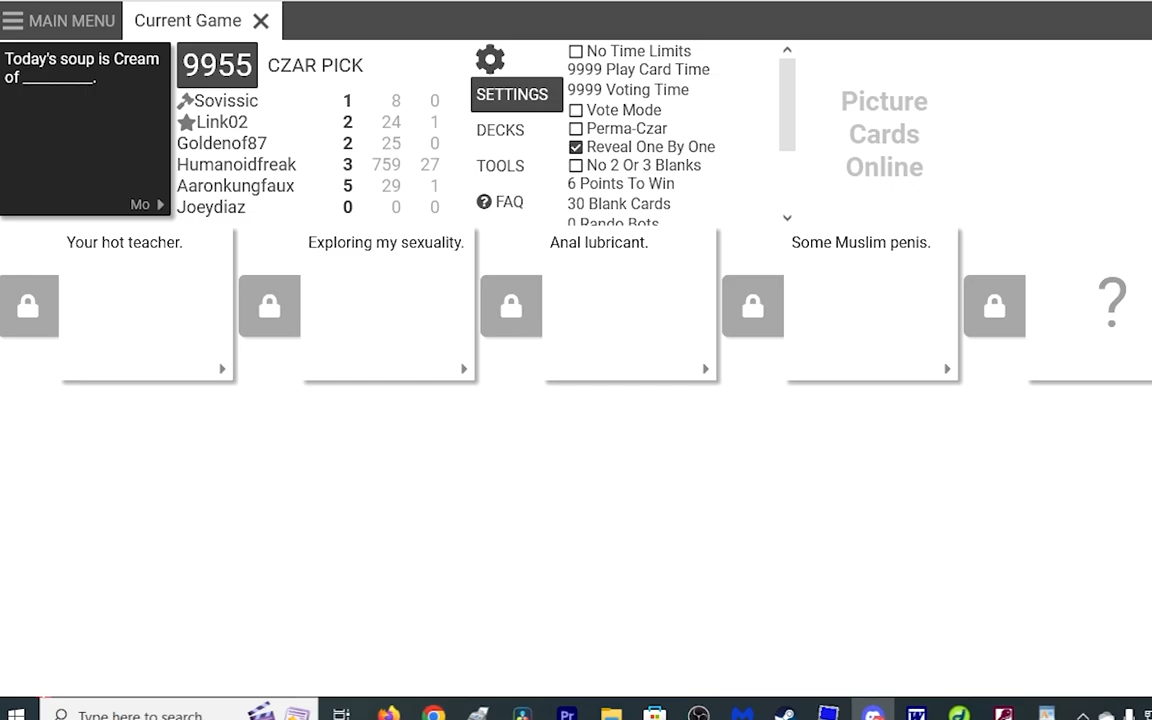 MAIN MENU
Current Game
Today's soup is Cream
of ________.
Mo
9955 CZAR PICK
Sovissic 1 8 0
Link02 2 24 1
Goldenof87 2 25 0
Humanoidfreak 3 759 27
Aaronkungfaux 5 29 1
Joeydiaz 0 0 0
SETTINGS
DECKS
TOOLS
FAQ
No Time Limits
9999 Play Card Time
9999 Voting Time
Vote Mode
Perma-Czar
Reveal One By One
No 2 Or 3 Blanks
6 Points To Win
30 Blank Cards
0 Rando Bots
Picture
Cards
Online
Your hot teacher.
Exploring my sexuality.
Anal lubricant.
Some Muslim penis.
?
Type here to search